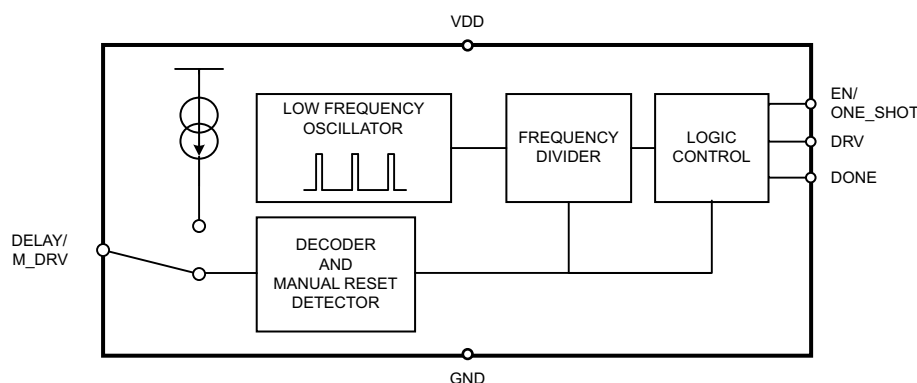 VDD
LOW FREQUENCY
OSCILLATOR
FREQUENCY
DIVIDER
LOGIC
CONTROL
EN/
ONE_SHOT
DRV
DONE
DELAY/
M_DRV
DECODER
AND
MANUAL RESET
DETECTOR
GND